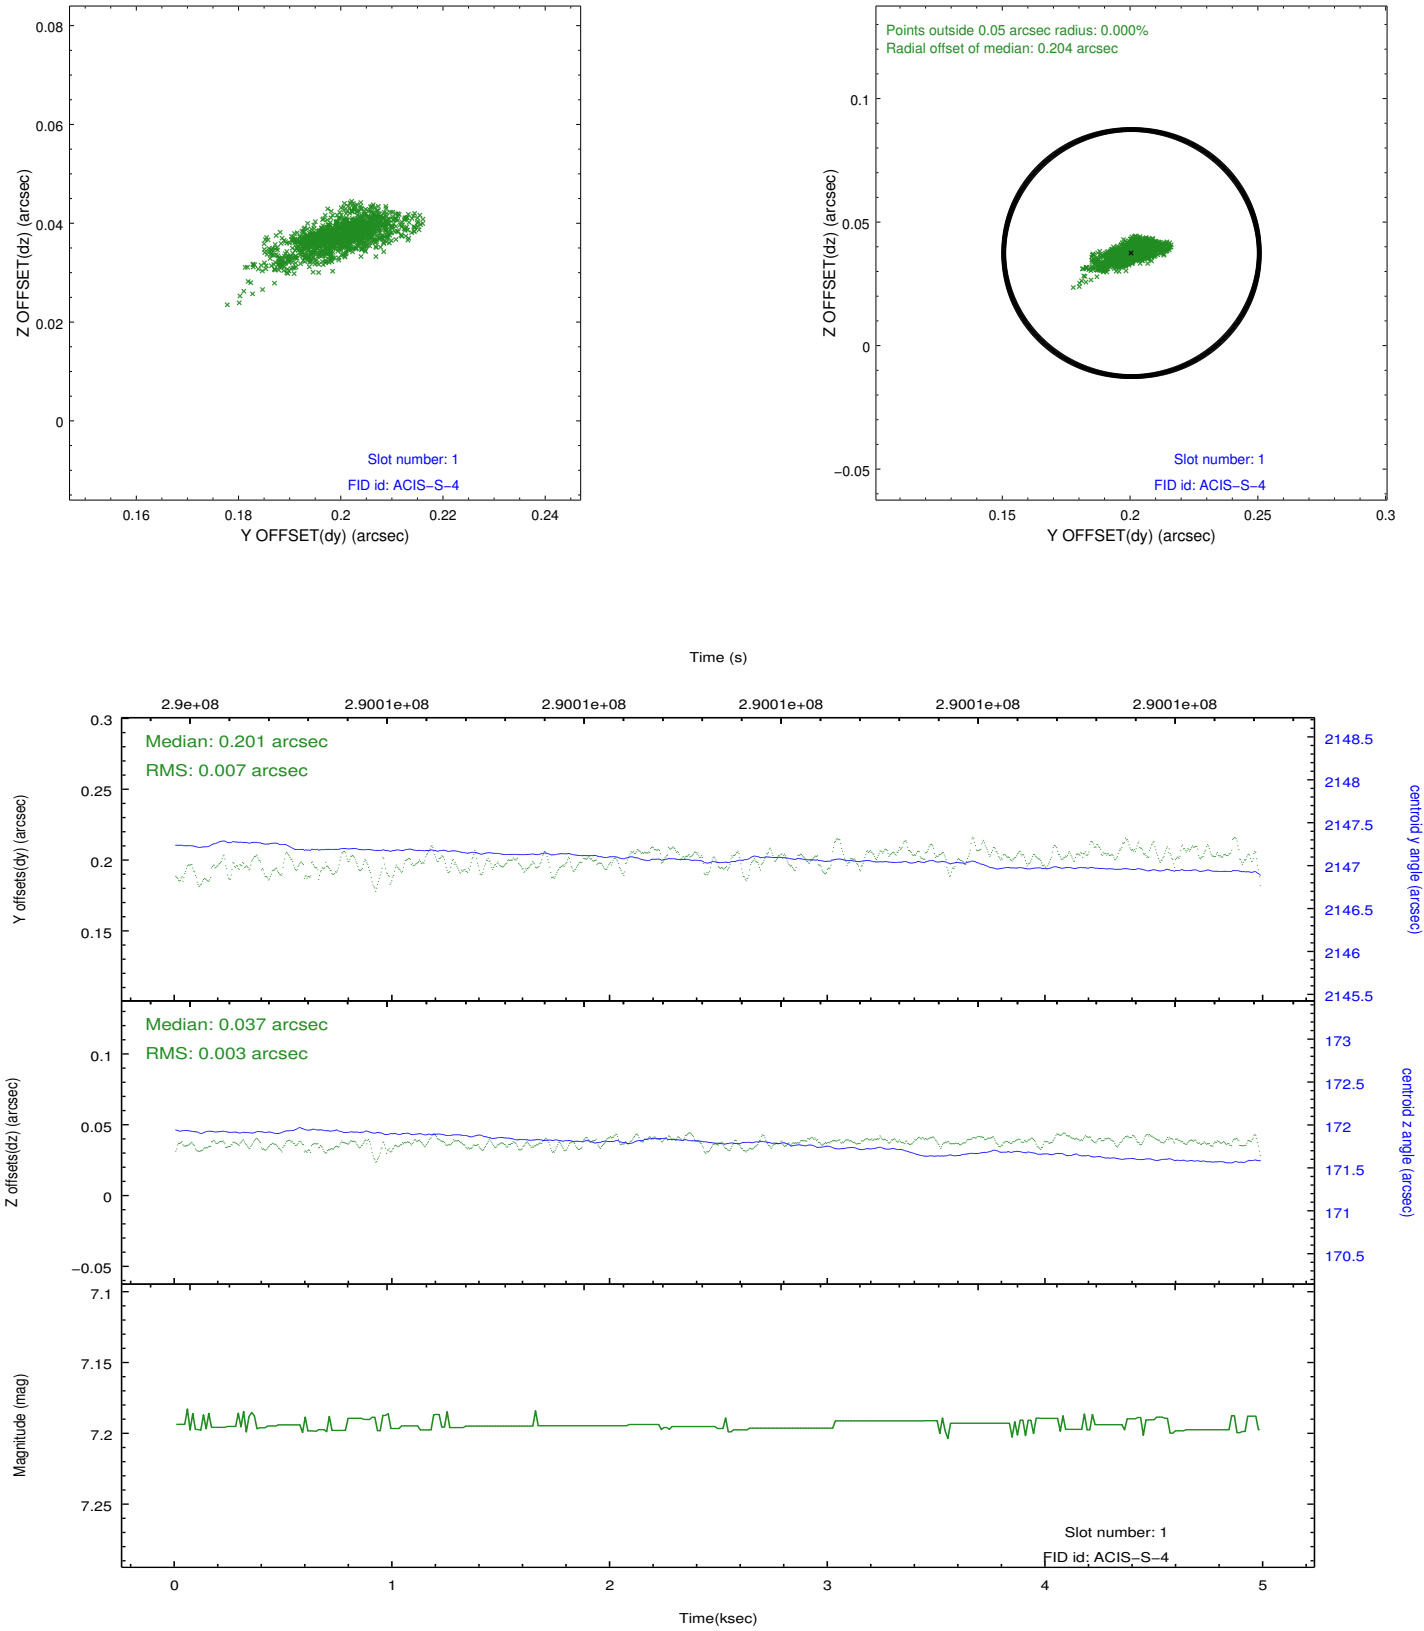 0.08
0.06
0.04
0.02
0
Z OFFSET(dz) (arcsec)
Slot number: 1
FID id: ACIS−S−4
0.16 0.18 0.2 0.22 0.24
Y OFFSET(dy) (arcsec)
Points outside 0.05 arcsec radius: 0.000%
Radial offset of median: 0.204 arcsec
0.1
0.05
0
−0.05
Z OFFSET(dz) (arcsec)
Slot number: 1
FID id: ACIS−S−4
0.15 0.2 0.25 0.3
Y OFFSET(dy) (arcsec)
Time (s)
2.9e+08 2.9001e+08 2.9001e+08 2.9001e+08 2.9001e+08 2.9001e+08
Median: 0.201 arcsec
RMS: 0.007 arcsec
0.3
0.25
0.2
0.15
Y offsets(dy) (arcsec)
2148.5
2148
2147.5
2147
2146.5
2146
2145.5
centroid y angle (arcsec)
Median: 0.037 arcsec
RMS: 0.003 arcsec
0.1
0.05
0
−0.05
Z offsets(dz) (arcsec)
173
172.5
172
171.5
171
170.5
centroid z angle (arcsec)
7.1
7.15
7.2
7.25
Magnitude (mag)
Slot number: 1
FID id: ACIS−S−4
0 1 2 3 4 5
Time(ksec)